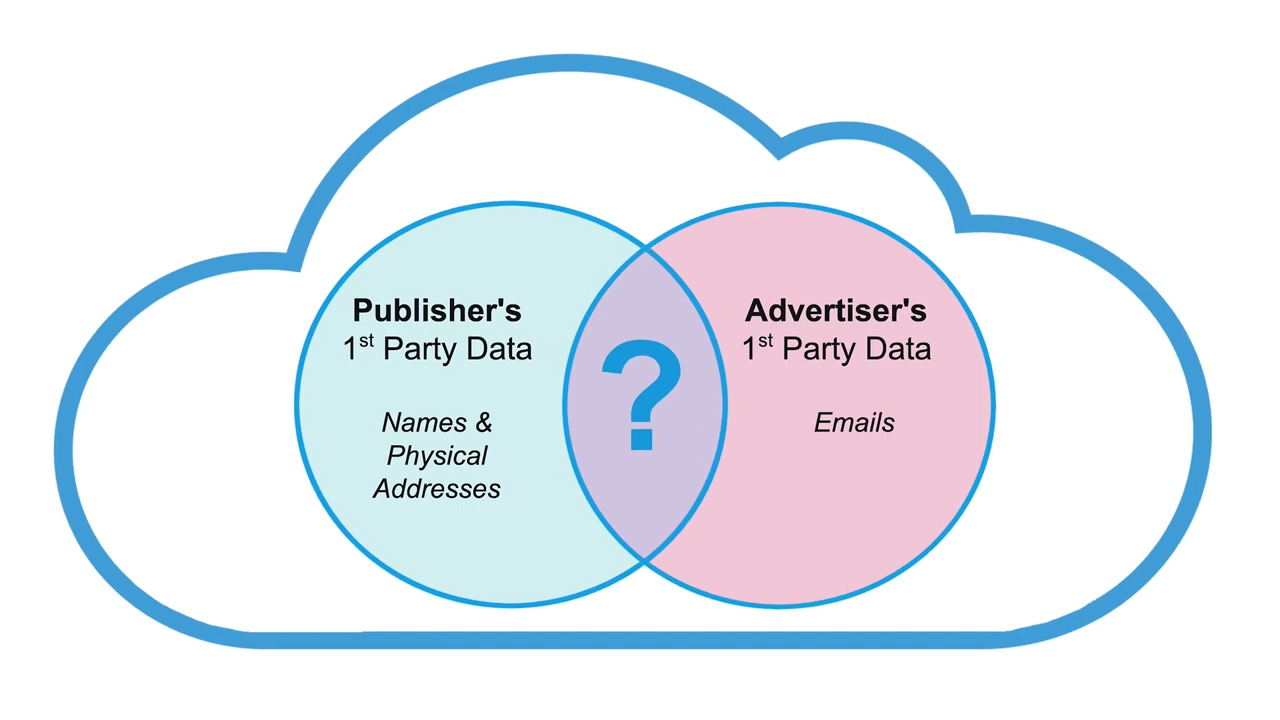 Publisher's
1st Party Data
Names &
Physical
Addresses
?
Advertiser's
1st Party Data
Emails